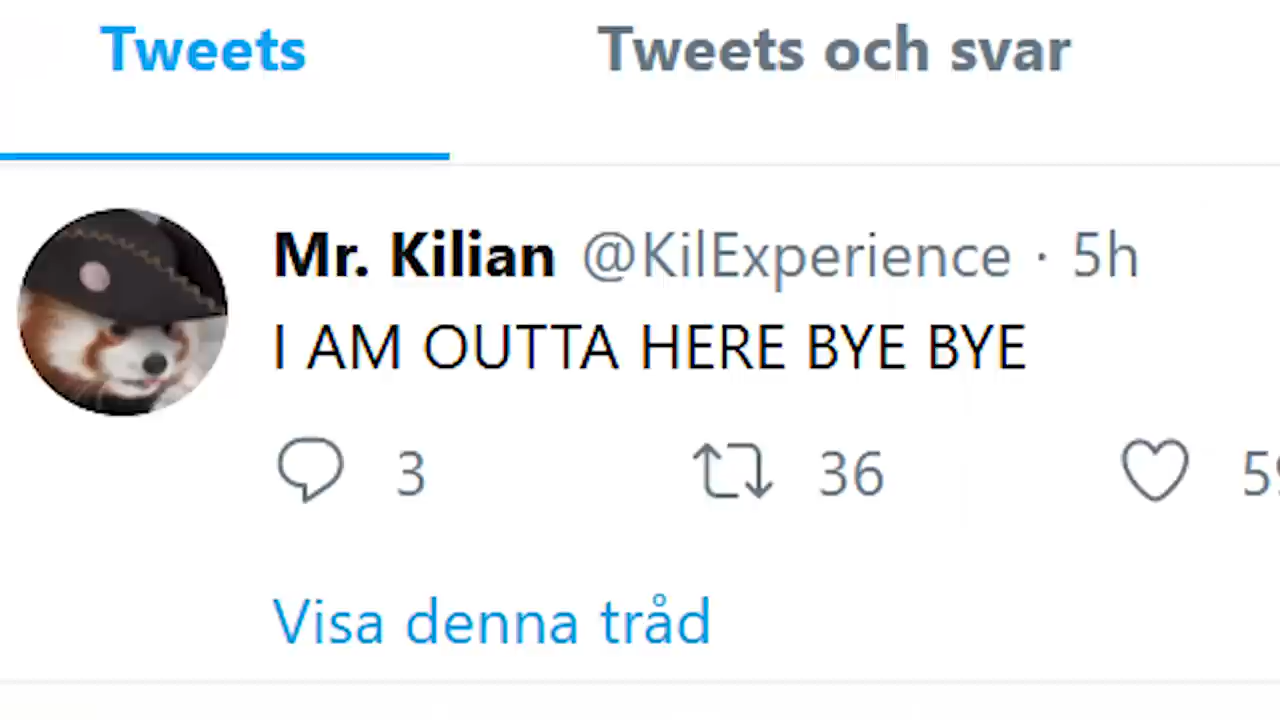 Tweets Tweets och svar
Mr. Kilian @KilExperience · 5h
I AM OUTTA HERE BYE BYE
3 36
Visa denna tråd